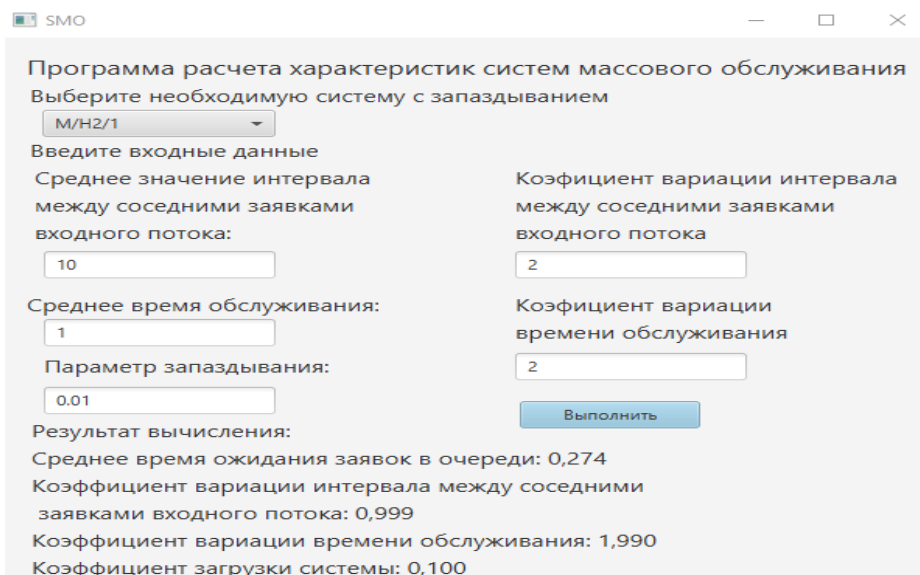 SMO
Программа расчета характеристик систем массового обслуживания
Выберите необходимую систему с запаздыванием
M/H2/1
Введите входные данные
Среднее значение интервала
между соседними заявками
входного потока:
10
Коэфициент вариации интервала
между соседними заявками
входного потока
2
Среднее время обслуживания:
1
Коэфициент вариации
времени обслуживания
2
Параметр запаздывания:
0.01
Выполнить
Результат вычисления:
Среднее время ожидания заявок в очереди: 0,274
Коэффициент вариации интервала между соседними
заявками входного потока: 0,999
Коэффициент вариации времени обслуживания: 1,990
Коэффициент загрузки системы: 0,100